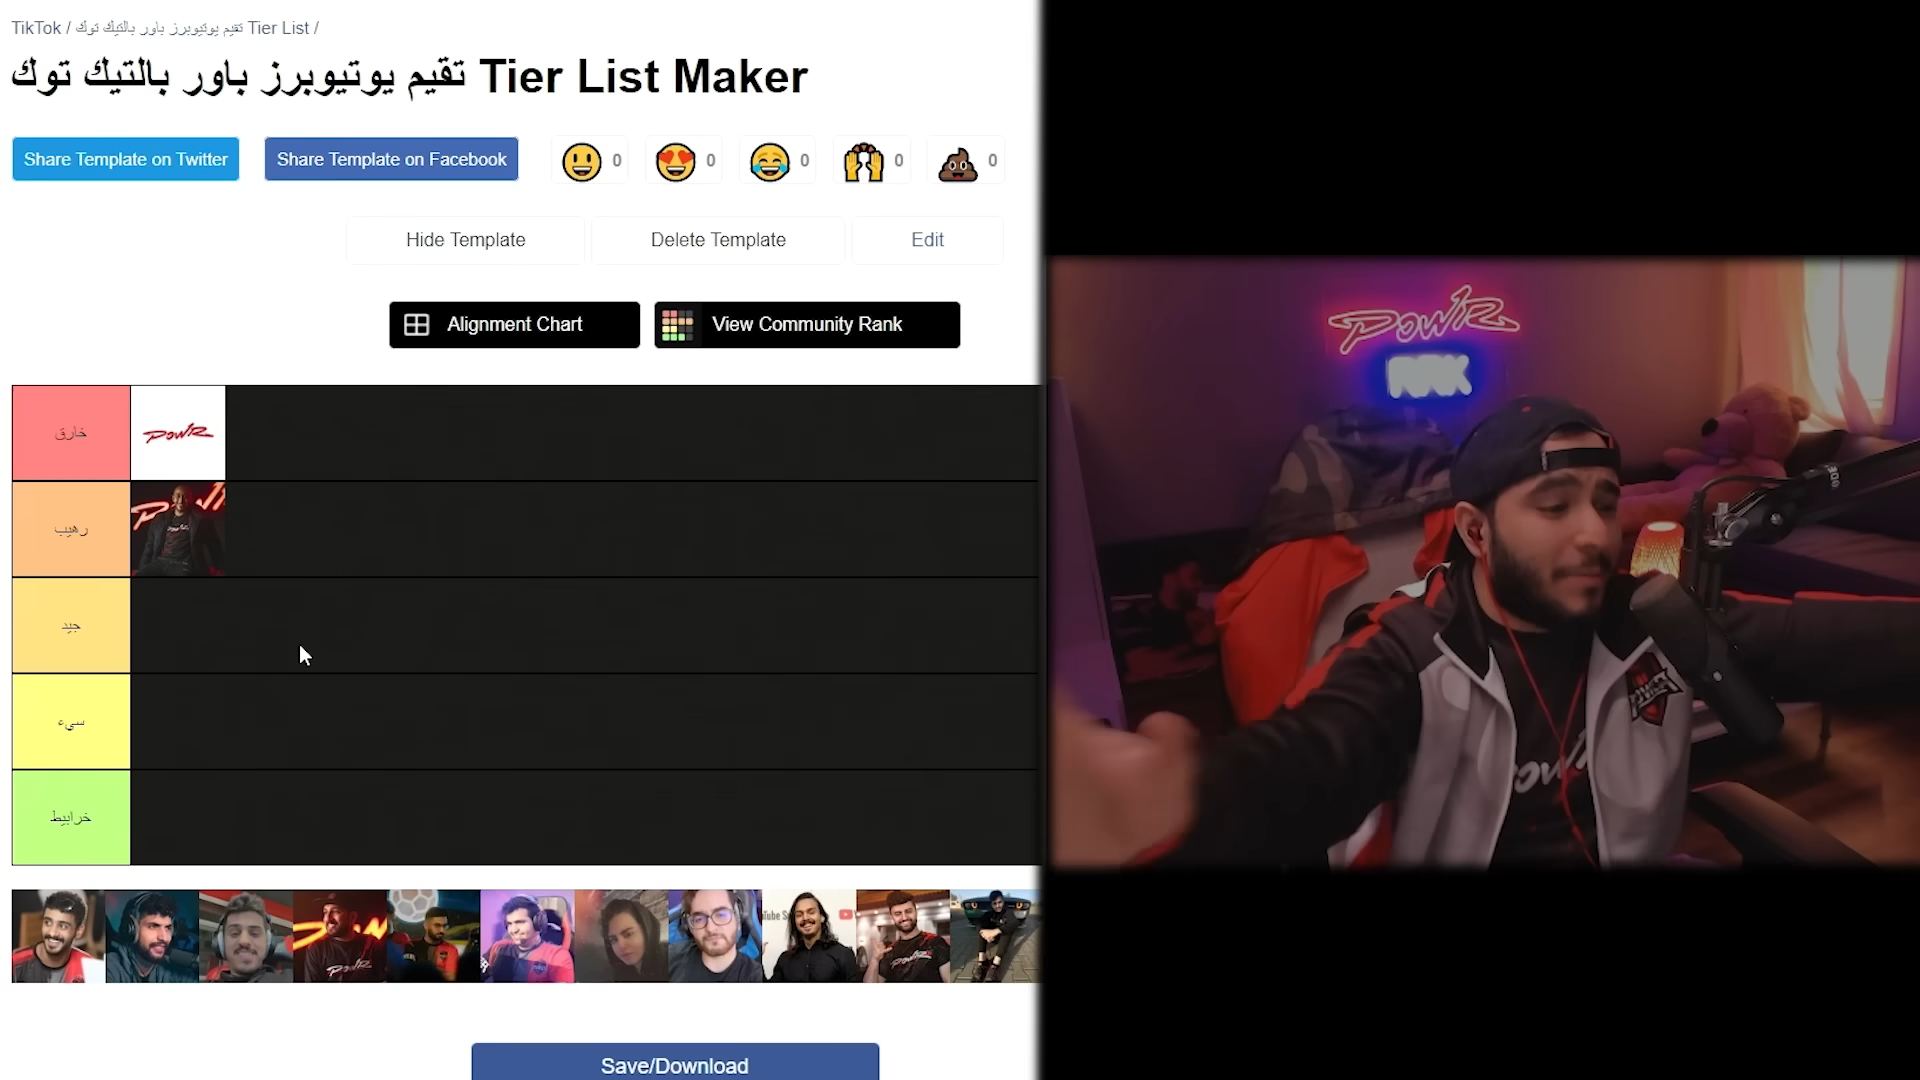 TikTok / تقيم يوتيوبرز باور بالتيك توك Tier List /
تقيم يوتيوبرز باور بالتيك توك Tier List Maker
Share Template on Twitter
Share Template on Facebook
0
0
0
0
0
Hide Template
Delete Template
Edit
Alignment Chart
View Community Rank
خارق
POWR
رهيب
جيد
سيء
خرابيط
Save/Download
POWR